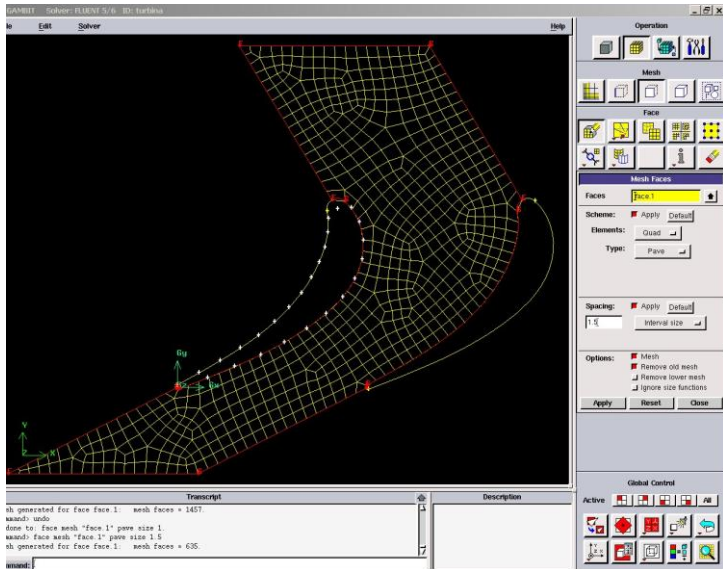 GAMBIT Solver: FLUENT 5/6 ID: turbina
le Edit Solver Help
Operation
Mesh
Face
Mesh Faces
Faces face.1
Scheme: Apply Default
Elements: Quad
Type: Pave
Spacing: Apply Default
1.5 Interval size
Options: Mesh
Remove old mesh
Remove lower mesh
Ignore size functions
Apply Reset Close
Gy
Y
Z X
Transcript
Description
sh generated for face face.1: mesh faces = 1457.
mmand> undo
done to: face mesh "face.1" pave size 1.
mmand> face mesh "face.1" pave size 1.5
sh generated for face face.1: mesh faces = 635.
mmand:
Global Control
Active All